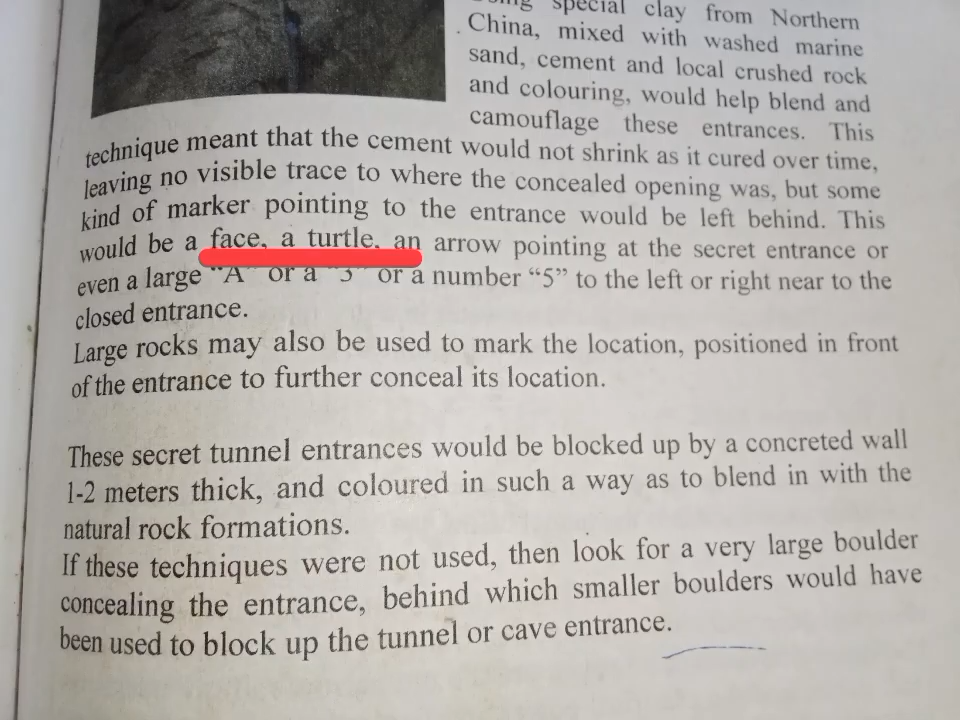 special clay from Northern
China, mixed with washed marine
sand, cement and local crushed rock
and colouring, would help blend and
camouflage these entrances. This
technique meant that the cement would not shrink as it cured over time,
leaving no visible trace to where the concealed opening was, but some
kind of marker pointing to the entrance would be left behind. This
would be a face, a turtle, an arrow pointing at the secret entrance or
even a large "A" or a "3" or a number “5” to the left or right near to the
closed entrance.
Large rocks may also be used to mark the location, positioned in front
of the entrance to further conceal its location.
These secret tunnel entrances would be blocked up by a concreted wall
1-2 meters thick, and coloured in such a way as to blend in with the
natural rock formations.
If these techniques were not used, then look for a very large boulder
concealing the entrance, behind which smaller boulders would have
been used to block up the tunnel or cave entrance.